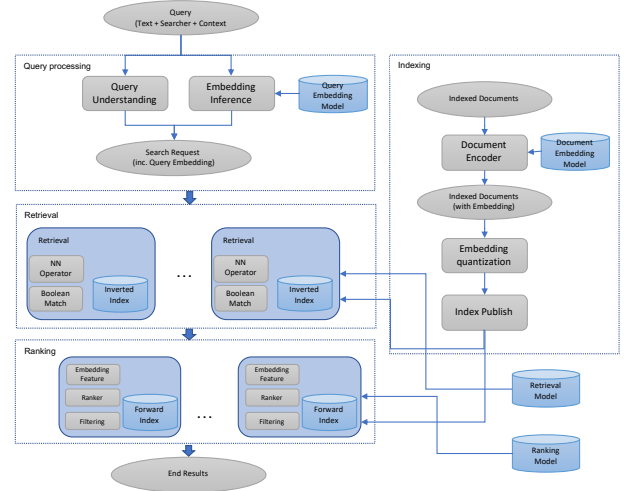 Query
(Text + Searcher + Context
Query processing
Query
Understanding
Embedding
Inference
Query
Embedding
Model
Search Request
(inc. Query Embedding)
Indexing
Indexed Documents
Document
Encoder
Document
Embedding
Model
Indexed Documents
(with Embedding)
Embedding
quantization
Index Publish
Retrieval
Retrieval
NN
Operator
Boolean
Match
Inverted
Index
...
Retrieval
NN
Operator
Boolean
Match
Inverted
Index
Ranking
Embedding
Feature
Ranker
Filtering
Forward
Index
...
Embedding
Feature
Ranker
Filtering
Forward
Index
Retrieval
Model
Ranking
Model
End Results